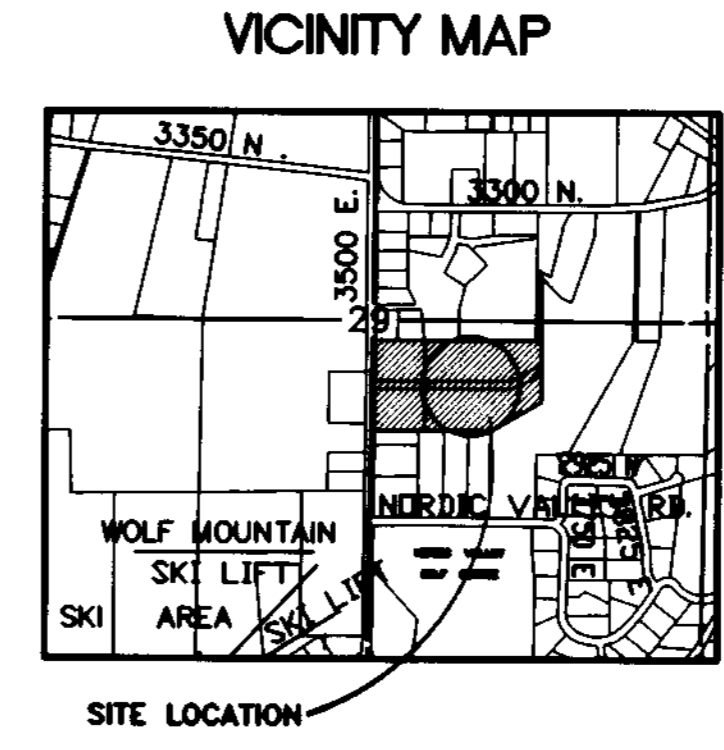 VICINITY MAP
3350 N.
3300 N.
3500 E.
29
NORDIC VALLEY RD.
3750 E
WOLF MOUNTAIN
SKI LIFT
SKI AREA
SKI LIFT
SITE LOCATION